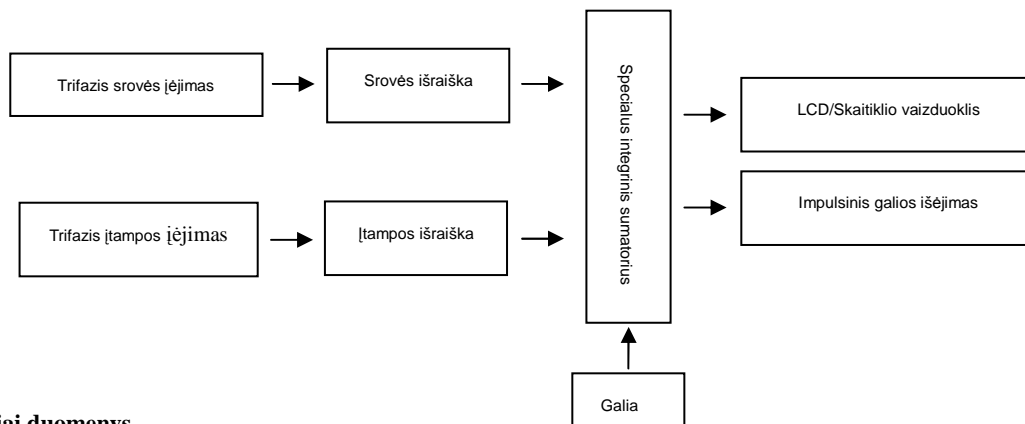 Trifazis srovės įėjimas
Srovės išraiška
Specialus integrinis sumatorius
LCD/Skaitiklio vaizduoklis
Impulsinis galios išėjimas
Trifazis įtampos įėjimas
Įtampos išraiška
Galia
duomenys